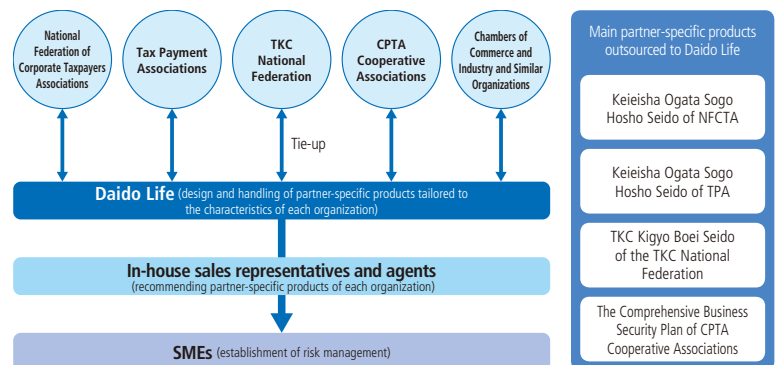 National
Federation of
Corporate Taxpayers
Associations
Tax Payment
Associations
TKC
National
Federation
CPTA
Cooperative
Associations
Chambers of
Commerce and
Industry and Similar
Organizations
Tie-up
Daido Life (design and handling of partner-specific products tailored to
the characteristics of each organization)
In-house sales representatives and agents
(recommending partner-specific products of each organization)
SMEs (establishment of risk management)
Main partner-specific products
outsourced to Daido Life
Keieisha Ogata Sogo
Hosho Seido of NFCTA
Keieisha Ogata Sogo
Hosho Seido of TPA
TKC Kigyo Boei Seido
of the TKC National
Federation
The Comprehensive Business
Security Plan of CPTA
Cooperative Associations